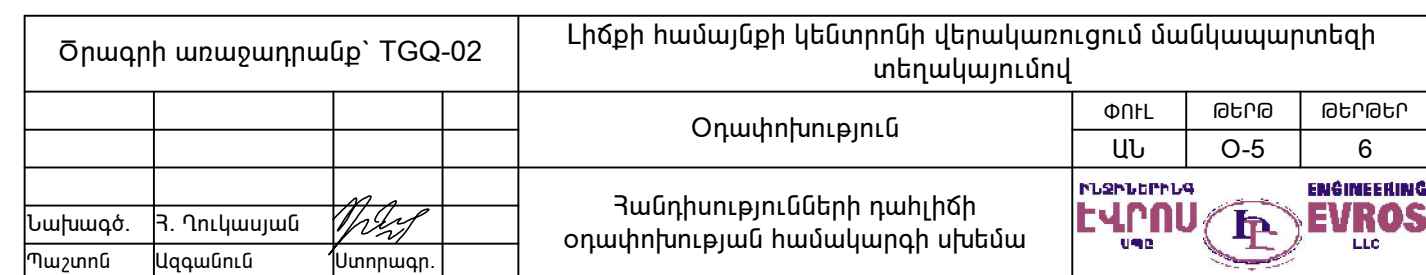 Ծրագրի առաջադրանք՝ TGQ-02
Լիճքի համայնքի կենտրոնի վերակառուցում մանկապարտեզի
տեղակայումով
Օդափոխություն
ՓՈՒԼ
ԹԵՐԹ
ԹԵՐԹԵՐ
ԱՆ
Օ-5
6
Հանդիսությունների դահլիճի
օդափոխության համակարգի սխեմա
Նախագծ.
Հ. Ղուկասյան
Պաշտոն
Ազգանուն
Ստորագր.
ԻՆՋԻՆԵՐԻՆԳ
ԷՎՐՈՍ
ՍՊԸ
ENGINEERING
EVROS
LLC